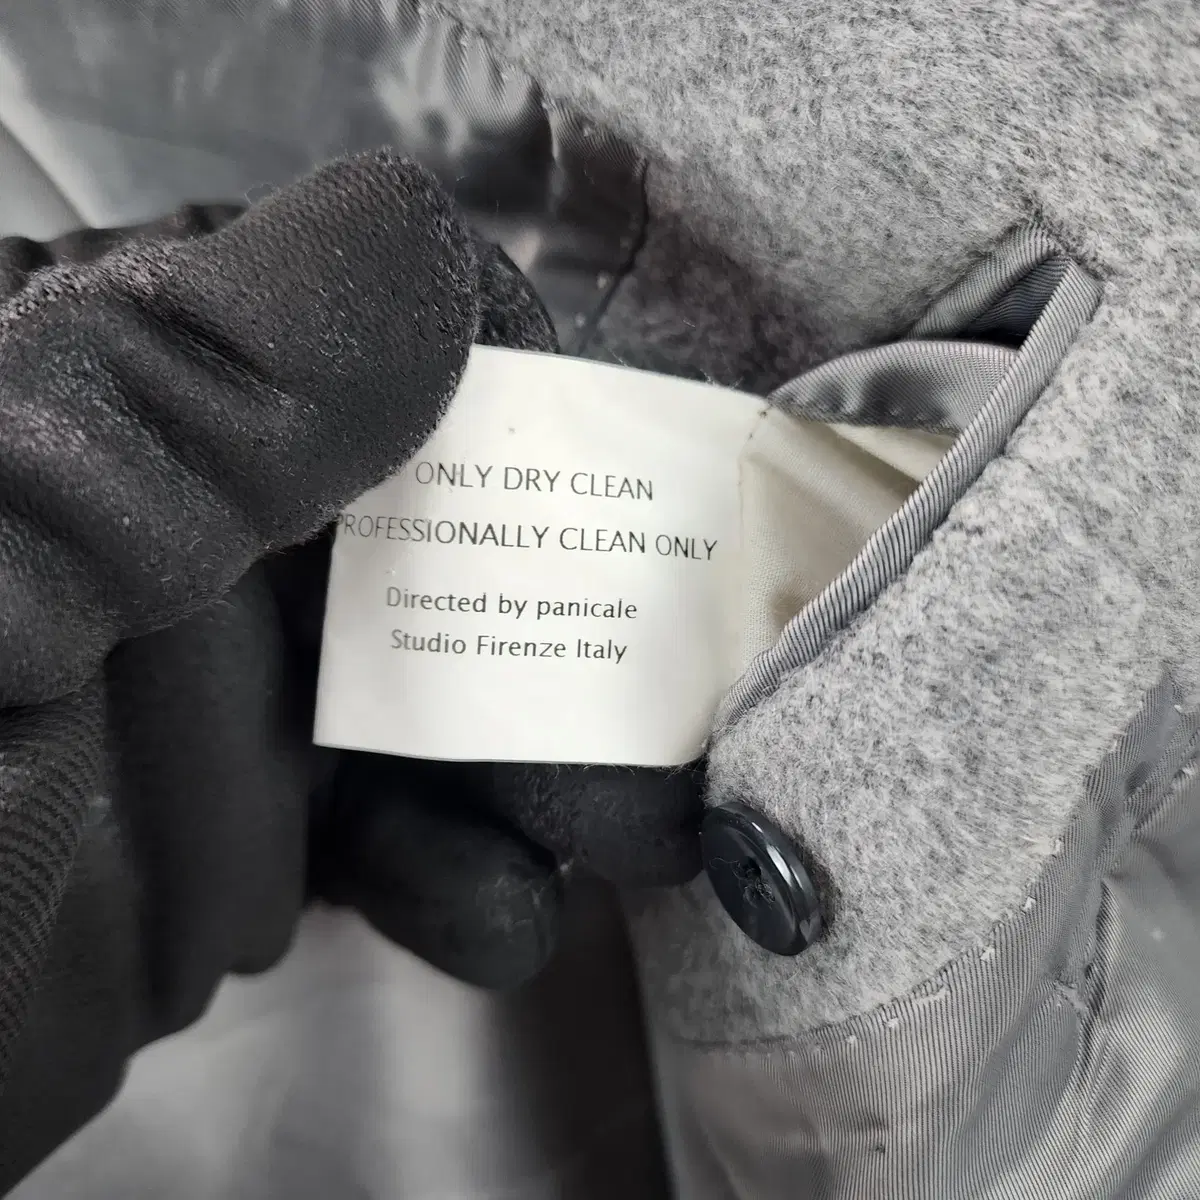 ONLY DRY CLEAN
PROFESSIONALLY CLEAN ONLY
Directed by panicale
Studio Firenze Italy